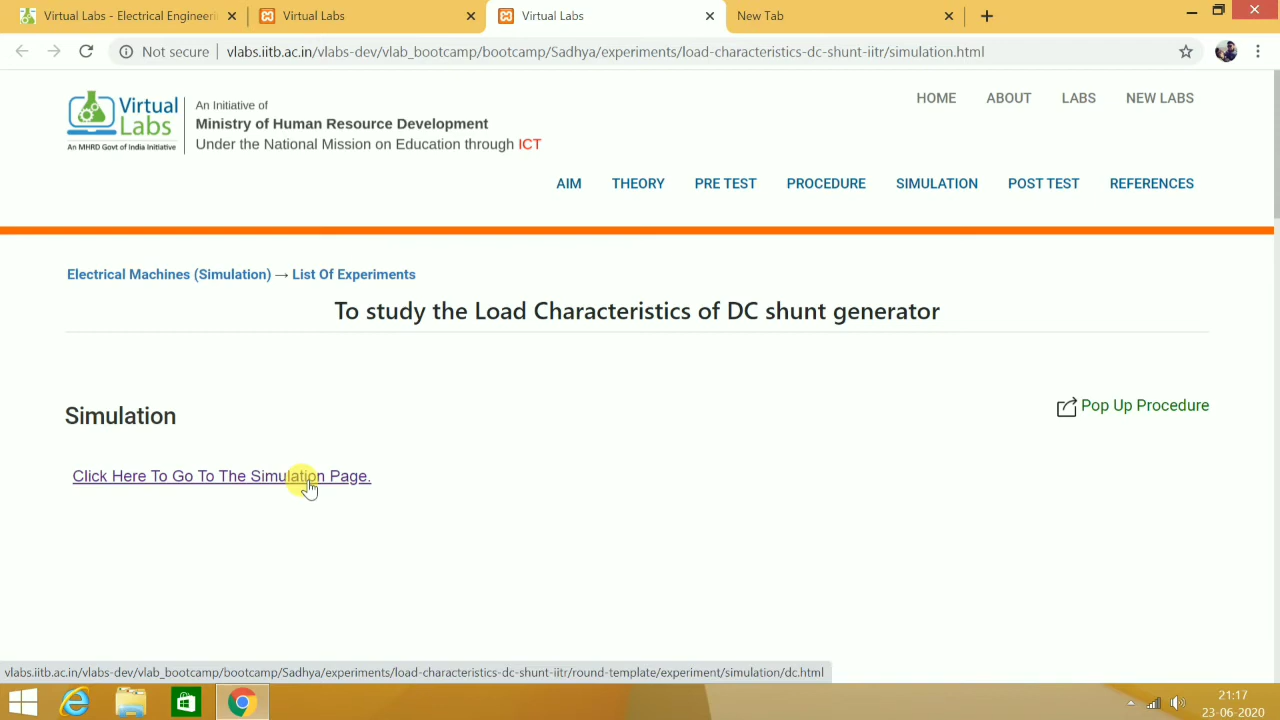 Virtual Labs - Electrical Engineeri
Virtual Labs
Virtual Labs
New Tab
Not secure
vlabs.iitb.ac.in/vlabs-dev/vlab_bootcamp/bootcamp/Sadhya/experiments/load-characteristics-dc-shunt-iitr/simulation.html
Virtual
Labs
An MHRD Govt of India Initiative
An Initiative of
Ministry of Human Resource Development
Under the National Mission on Education through ICT
HOME ABOUT LABS NEW LABS
AIM THEORY PRE TEST PROCEDURE SIMULATION POST TEST REFERENCES
Electrical Machines (Simulation) → List Of Experiments
To study the Load Characteristics of DC shunt generator
Simulation
Pop Up Procedure
Click Here To Go To The Simulation Page.
vlabs.iitb.ac.in/vlabs-dev/vlab_bootcamp/bootcamp/Sadhya/experiments/load-characteristics-dc-shunt-iitr/round-template/experiment/simulation/dc.html
21:17
23-06-2020